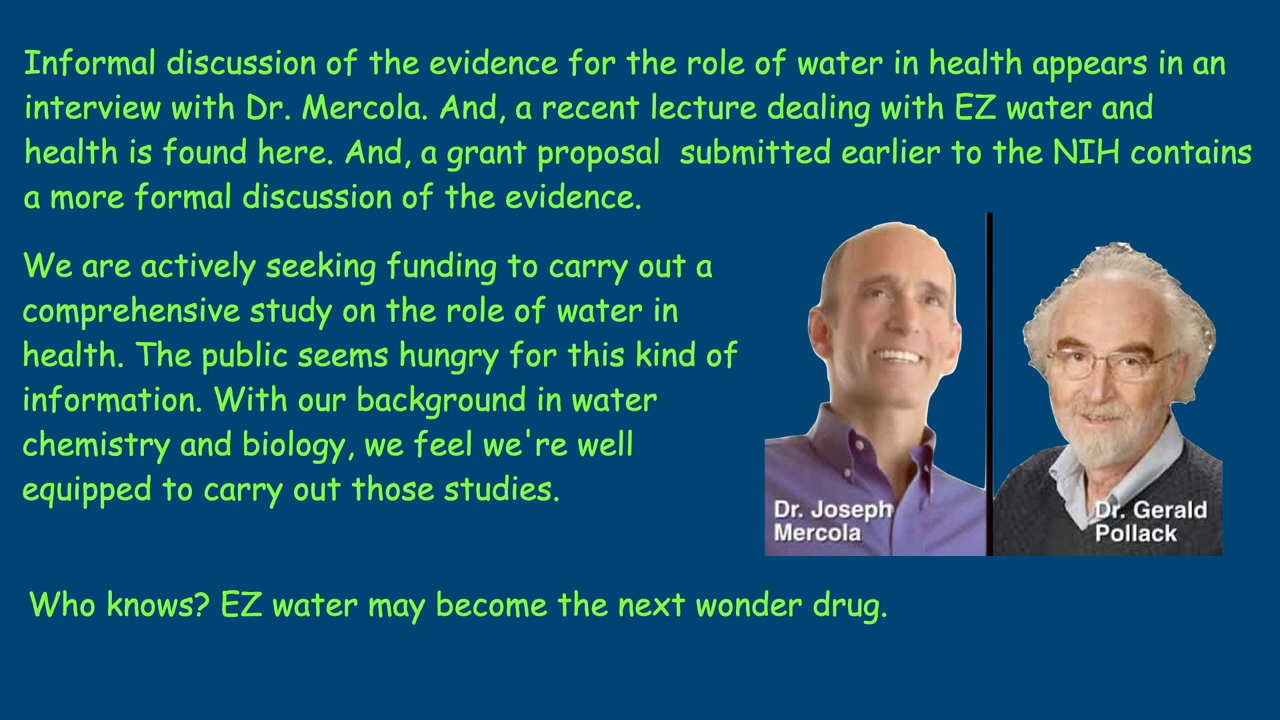 Informal discussion of the evidence for the role of water in health appears in an
interview with Dr. Mercola. And, a recent lecture dealing with EZ water and
health is found here. And, a grant proposal  submitted earlier to the NIH contains
a more formal discussion of the evidence.
We are actively seeking funding to carry out a
comprehensive study on the role of water in
health. The public seems hungry for this kind of
information. With our background in water
chemistry and biology, we feel we're well
equipped to carry out those studies.
Dr. Joseph
Mercola
Dr. Gerald
Pollack
Who knows? EZ water may become the next wonder drug.